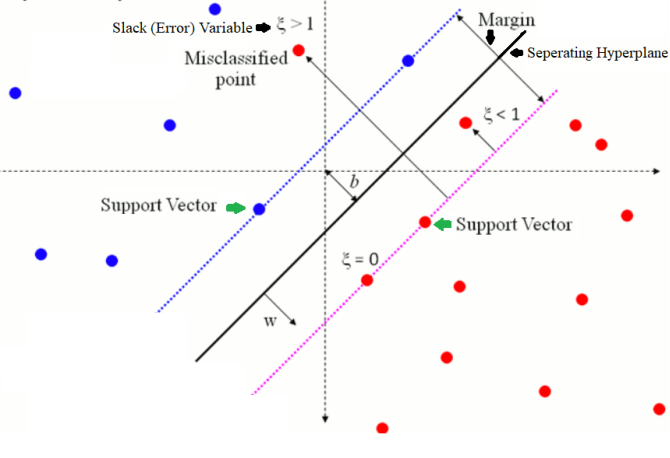 Slack (Error) Variable ξ > 1
Margin
Seperating Hyperplane
Misclassified
point
ξ < 1
b
Support Vector
Support Vector
ξ = 0
w